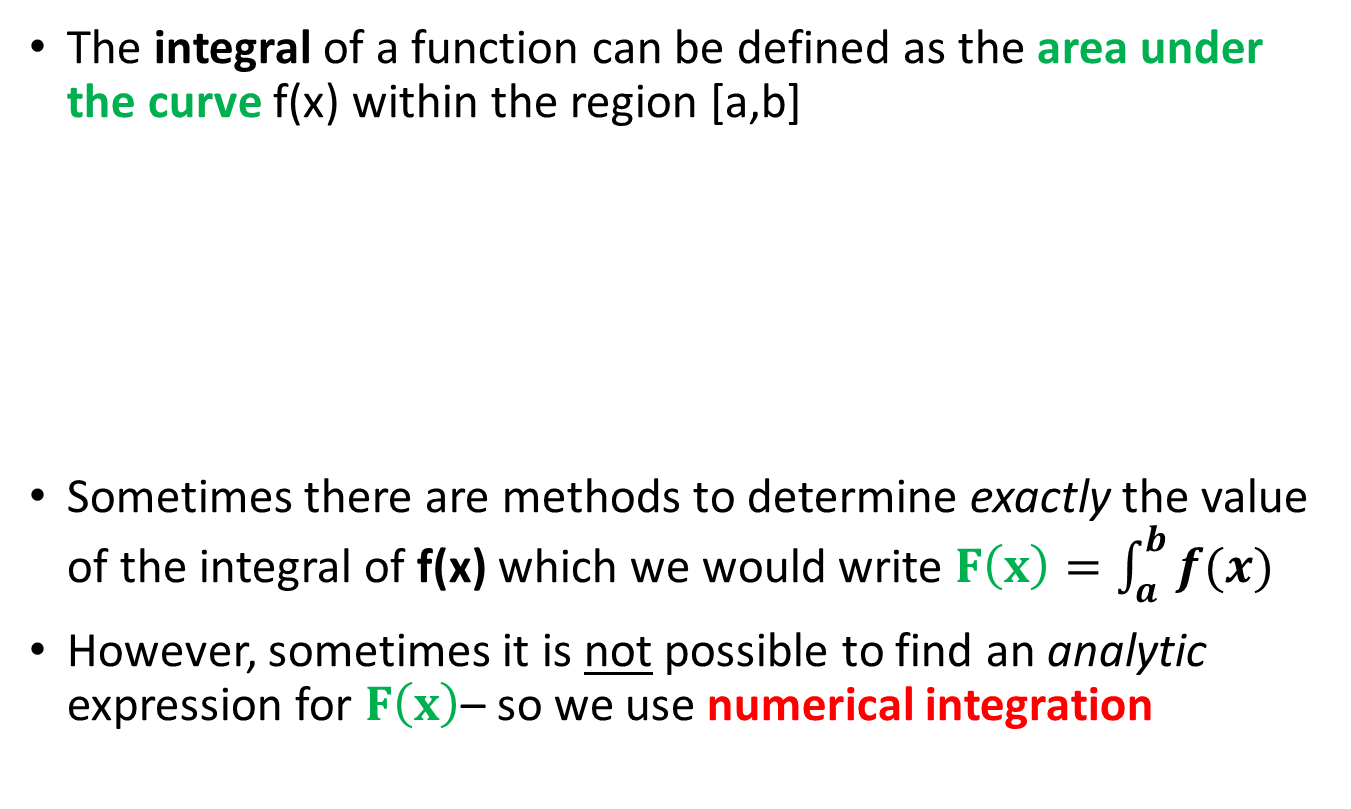 • The integral of a function can be defined as the area under
the curve f(x) within the region [a,b]
• Sometimes there are methods to determine exactly the value
of the integral of f(x) which we would write F(x) = ∫ₐᵇ f(x)
• However, sometimes it is not possible to find an analytic
expression for F(x)– so we use numerical integration